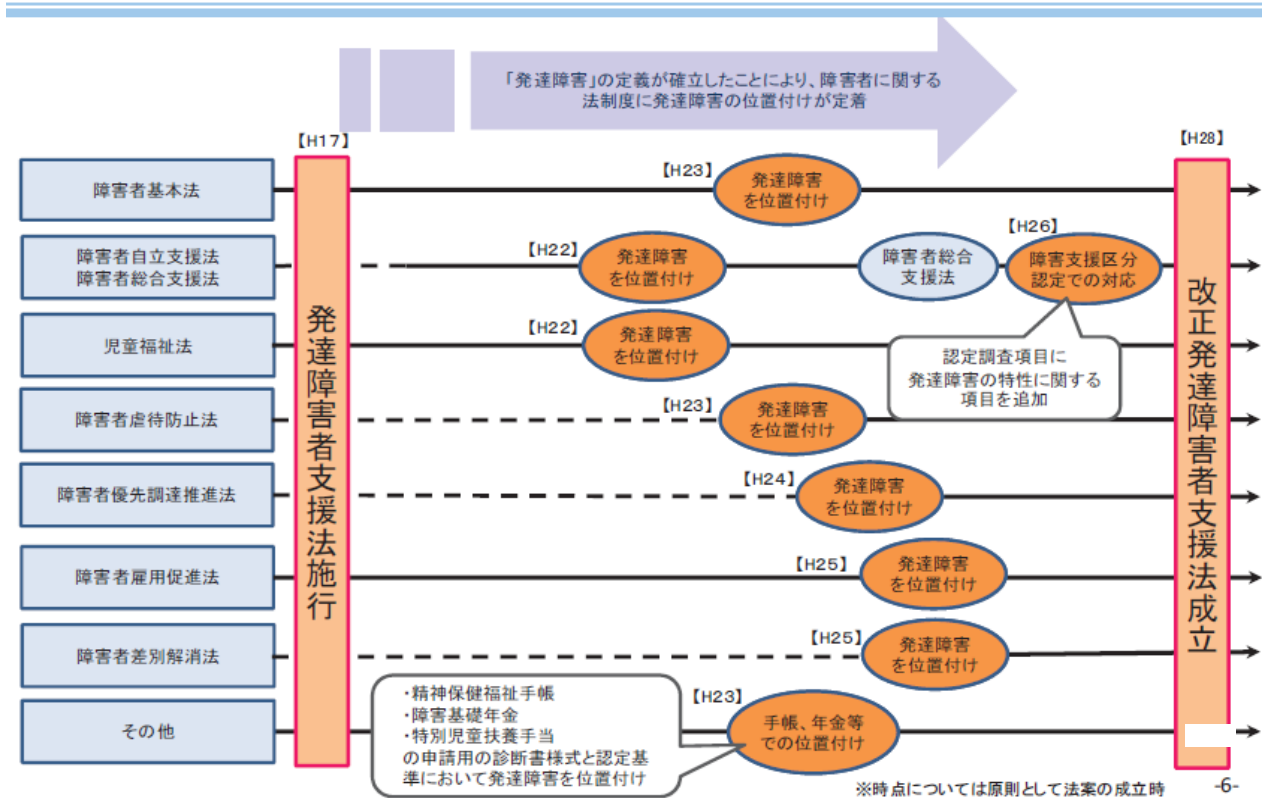 「発達障害」の定義が確立したことにより、障害者に関する
法制度に発達障害の位置付けが定着
【H17】
【H28】
発達障害者支援法施行
改正発達障害者支援法成立
障害者基本法
【H23】
発達障害
を位置付け
障害者自立支援法
障害者総合支援法
【H22】
発達障害
を位置付け
障害者総合
支援法
【H26】
障害支援区分
認定での対応
認定調査項目に
発達障害の特性に関する
項目を追加
児童福祉法
【H22】
発達障害
を位置付け
障害者虐待防止法
【H23】
発達障害
を位置付け
障害者優先調達推進法
【H24】
発達障害
を位置付け
障害者雇用促進法
【H25】
発達障害
を位置付け
障害者差別解消法
【H25】
発達障害
を位置付け
その他
・精神保健福祉手帳
・障害基礎年金
・特別児童扶養手当
の申請用の診断書様式と認定基
準において発達障害を位置付け
【H23】
手帳、年金等
での位置付け
※時点については原則として法案の成立時
-6-